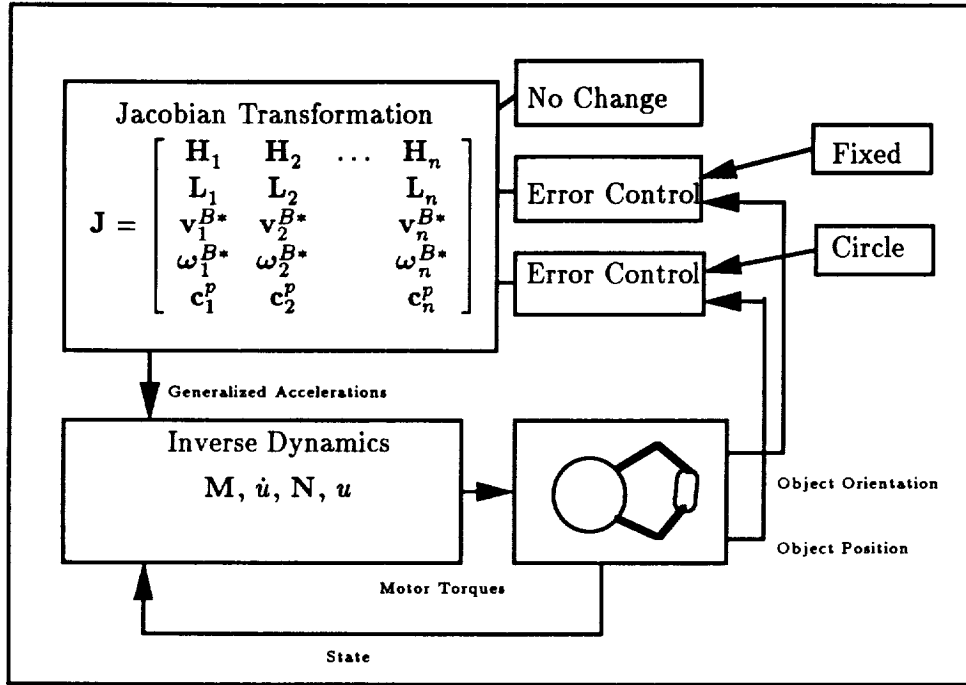 No Change
Jacobian Transformation
J = [ H₁ H₂ … Hₙ
L₁ L₂ Lₙ
v₁ᴮ* v₂ᴮ* vₙᴮ*
ω₁ᴮ* ω₂ᴮ* ωₙᴮ*
c₁ᵖ c₂ᵖ cₙᵖ ]
Fixed
Error Control
Circle
Error Control
Generalized Accelerations
Inverse Dynamics
M, u̇, N, u
Object Orientation
Object Position
Motor Torques
State